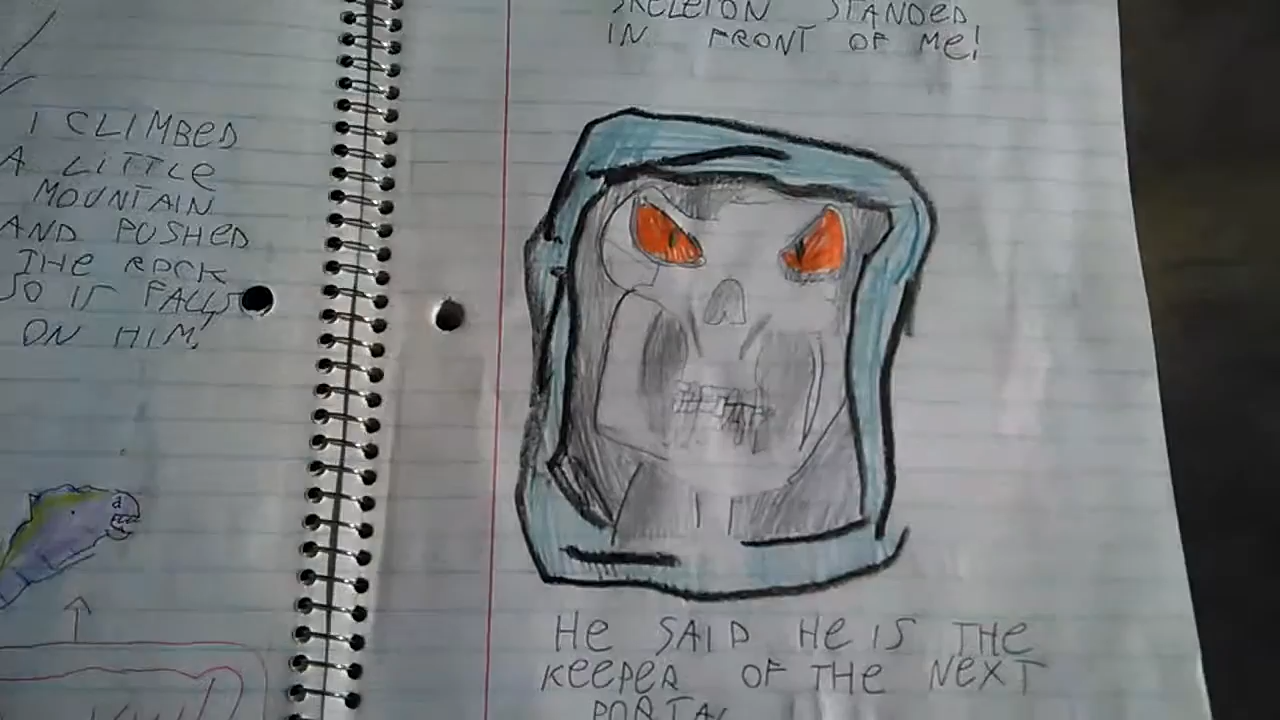 I CLIMBED
A LITTLE
MOUNTAIN
AND PUSHED
THE ROCK
SO IT FALLS
ON HIM!
SKELETON STANDED
IN FRONT OF ME!
HE SAID HE IS THE
KEEPER OF THE NEXT
PORTAL